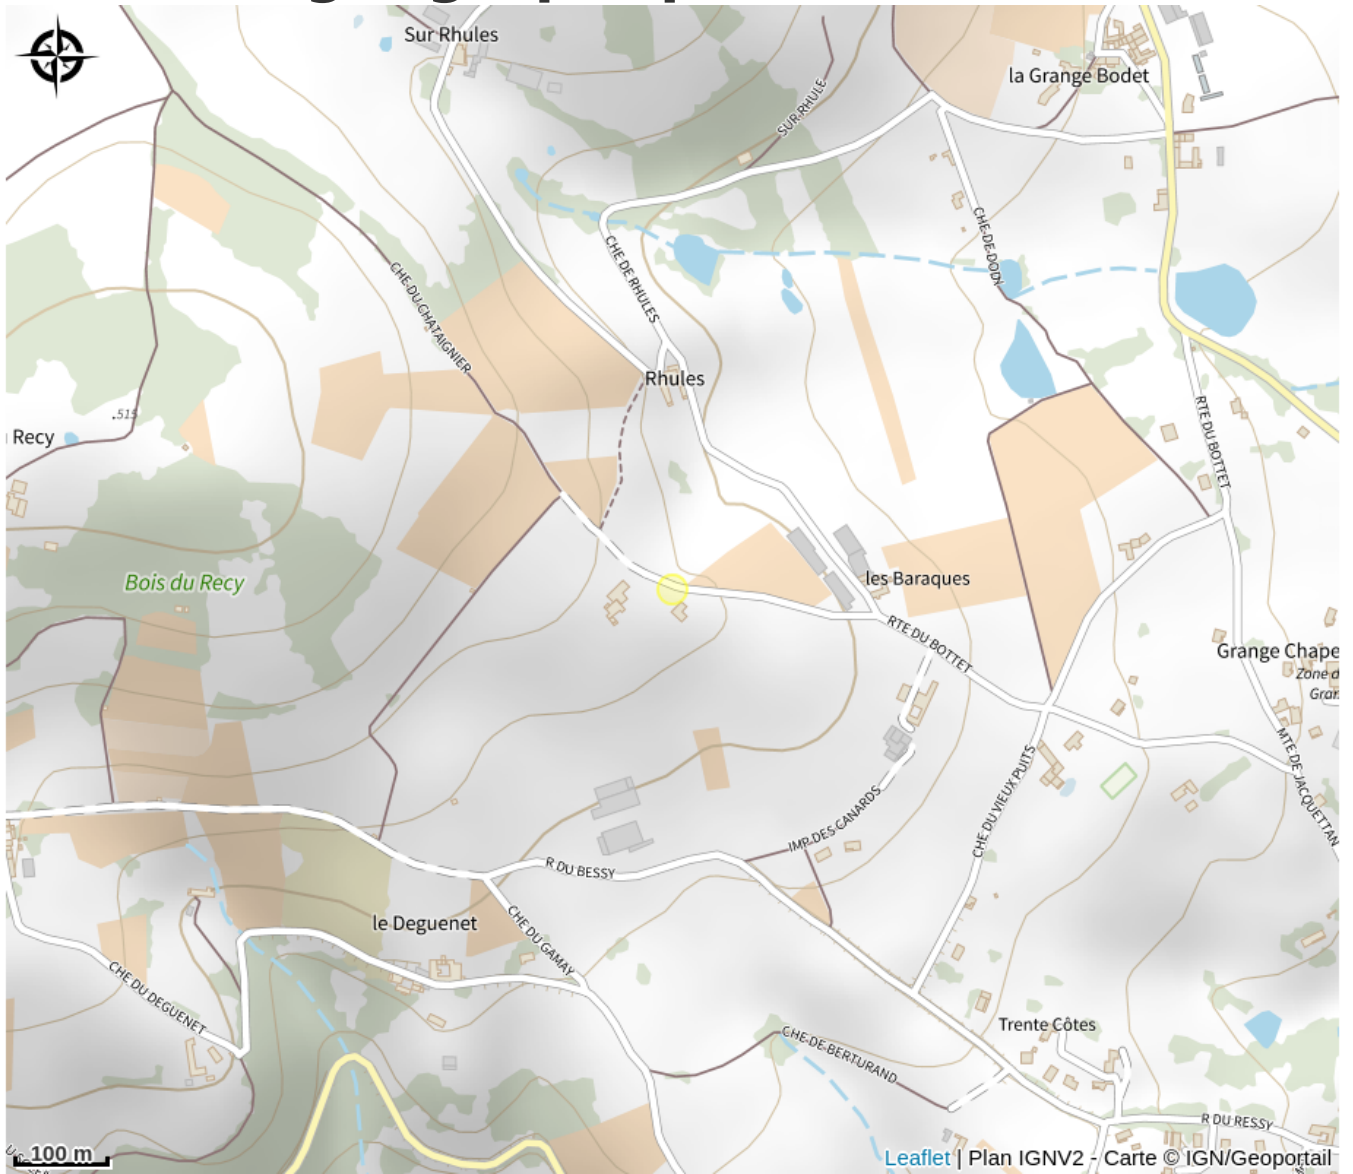 Sur Rhules
la Grange Bodet
SUR RHULE
CHE DE DODI
CHE DE RHULES
CHE DU CHATAIGNIER
Rhules
.515
Recy
RTE DU BOTTET
Bois du Recy
les Baraques
RTE DU BOTTET
Grange Chape
Zone d
Gran
MTE DE JACQUETTAN
CHE DU VIEUX PUITS
IMP DES CANARDS
R DU BESSY
le Deguenet
CHE DU GAMAY
CHE DU DEGUENET
Trente Côtes
CHE DE BERTURAND
R DU RESSY
100 m
Leaflet | Plan IGNV2 - Carte © IGN/Geoportail